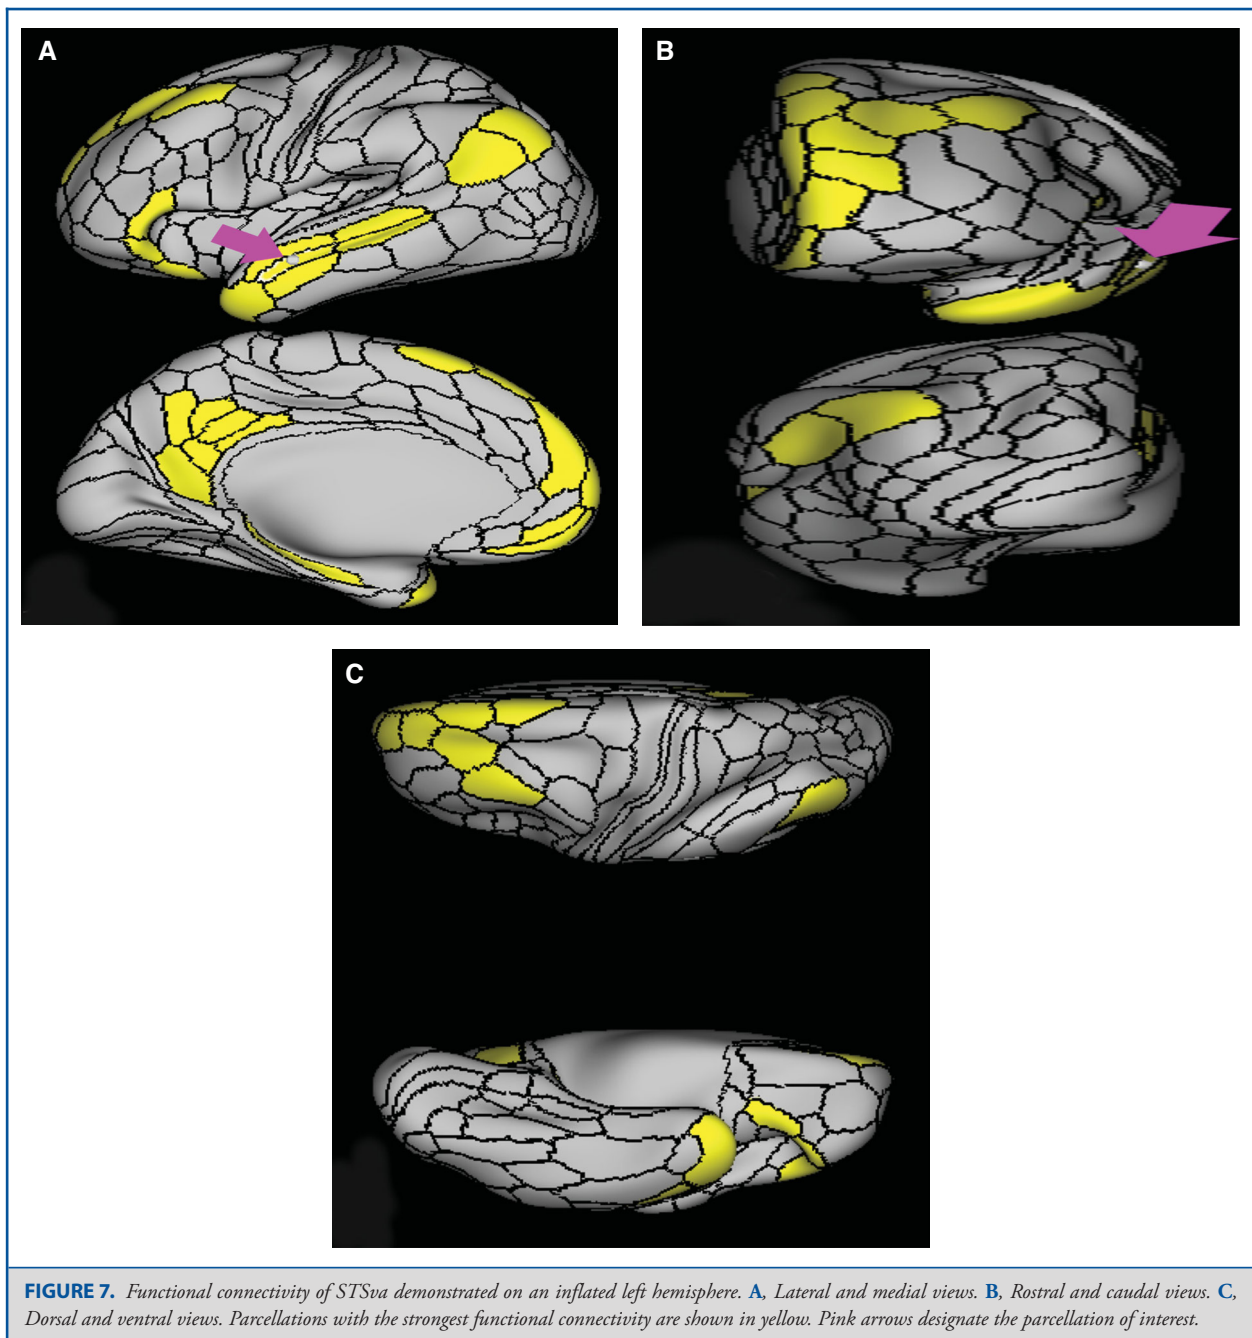 A
B
C
FIGURE 7. Functional connectivity of STSva demonstrated on an inflated left hemisphere. A, Lateral and medial views. B, Rostral and caudal views. C,
Dorsal and ventral views. Parcellations with the strongest functional connectivity are shown in yellow. Pink arrows designate the parcellation of interest.